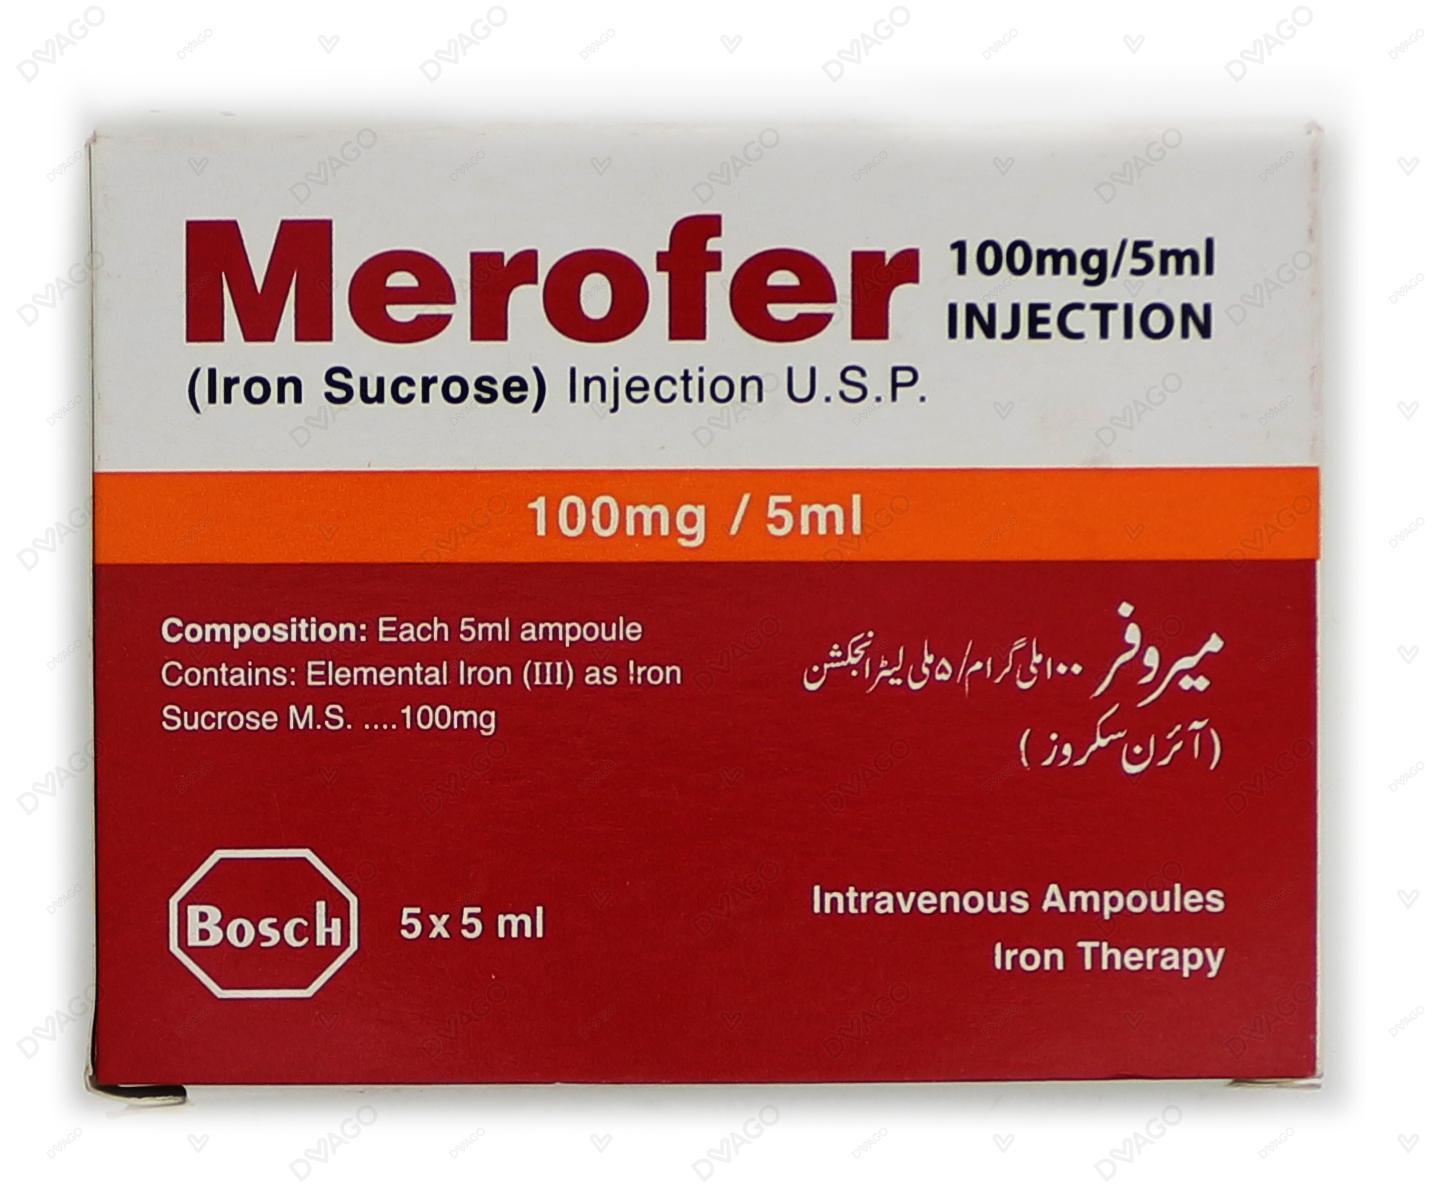 Merofer
100mg/5ml
INJECTION
(Iron Sucrose) Injection U.S.P.
100mg / 5ml
Composition: Each 5ml ampoule
Contains: Elemental Iron (III) as Iron
Sucrose M.S. ....100mg
میروفر ۱۰۰ ملی گرام/۵ ملی لیٹر انجکشن
(آئرن سکروز)
Bosch
5 x 5 ml
Intravenous Ampoules
Iron Therapy
DVAGO